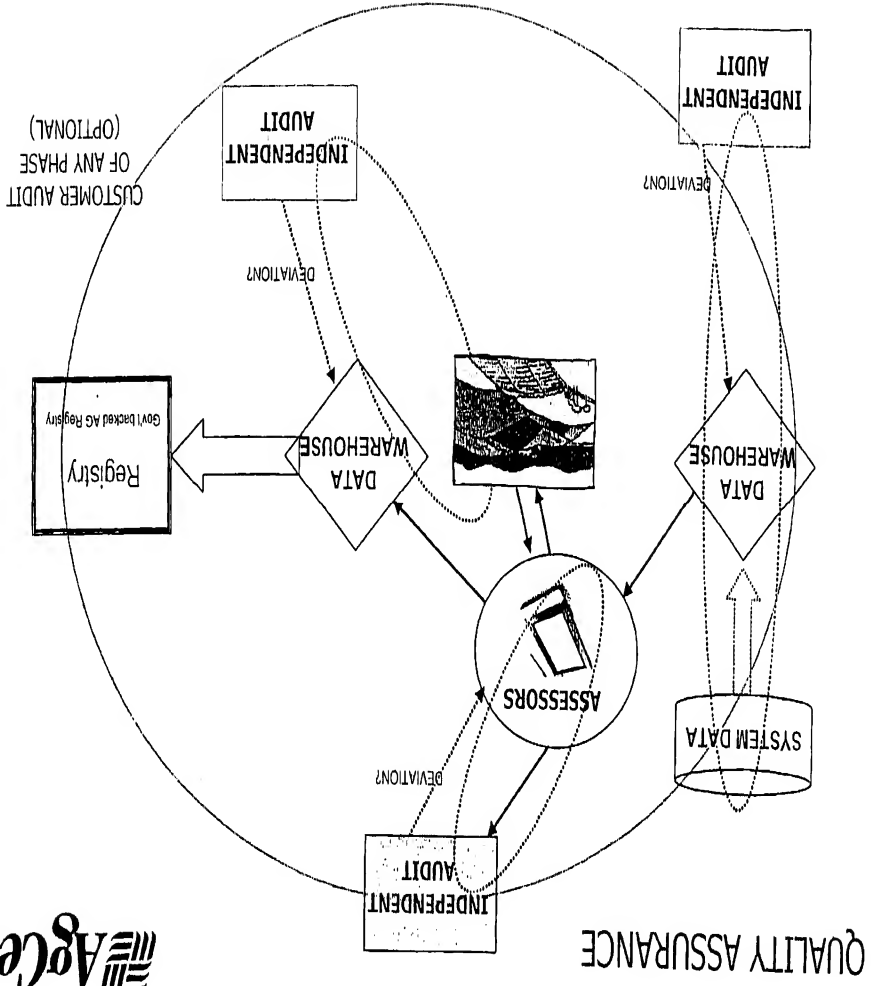 QUALITY ASSURANCE
AgCe
INDEPENDENT
AUDIT
DEVIATION?
SYSTEM DATA
ASSESSORS
DATA
WAREHOUSE
DATA
WAREHOUSE
Registry
Gov't backed AG Registry
DEVIATION?
DEVIATION?
INDEPENDENT
AUDIT
INDEPENDENT
AUDIT
CUSTOMER AUDIT
OF ANY PHASE
(OPTIONAL)